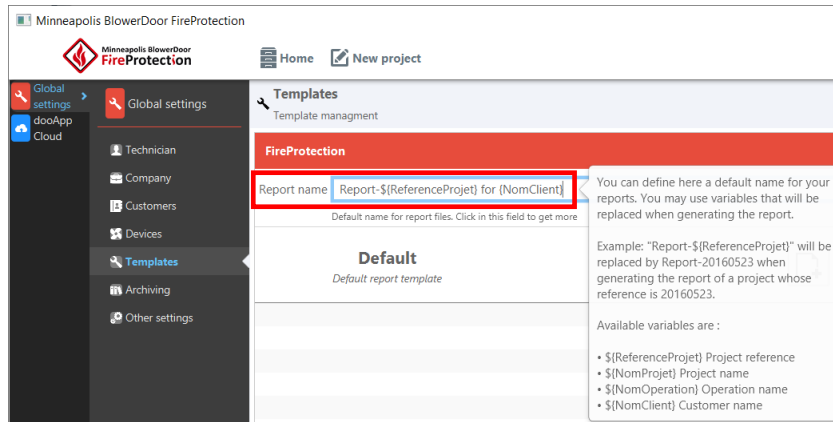 Minneapolis BlowerDoor FireProtection
Minneapolis BlowerDoor
FireProtection
Home
New project
Global settings
dooApp Cloud
Global settings
Technician
Company
Customers
Devices
Templates
Archiving
Other settings
Templates
Template managment
FireProtection
Report name
Report-${ReferenceProjet} for {NomClient}
Default name for report files. Click in this field to get more
Default
Default report template
You can define here a default name for your
reports. You may use variables that will be
replaced when generating the report.
Example: "Report-${ReferenceProjet}" will be
replaced by Report-20160523 when
generating the report of a project whose
reference is 20160523.
Available variables are :
• ${ReferenceProjet} Project reference
• ${NomProjet} Project name
• ${NomOperation} Operation name
• ${NomClient} Customer name